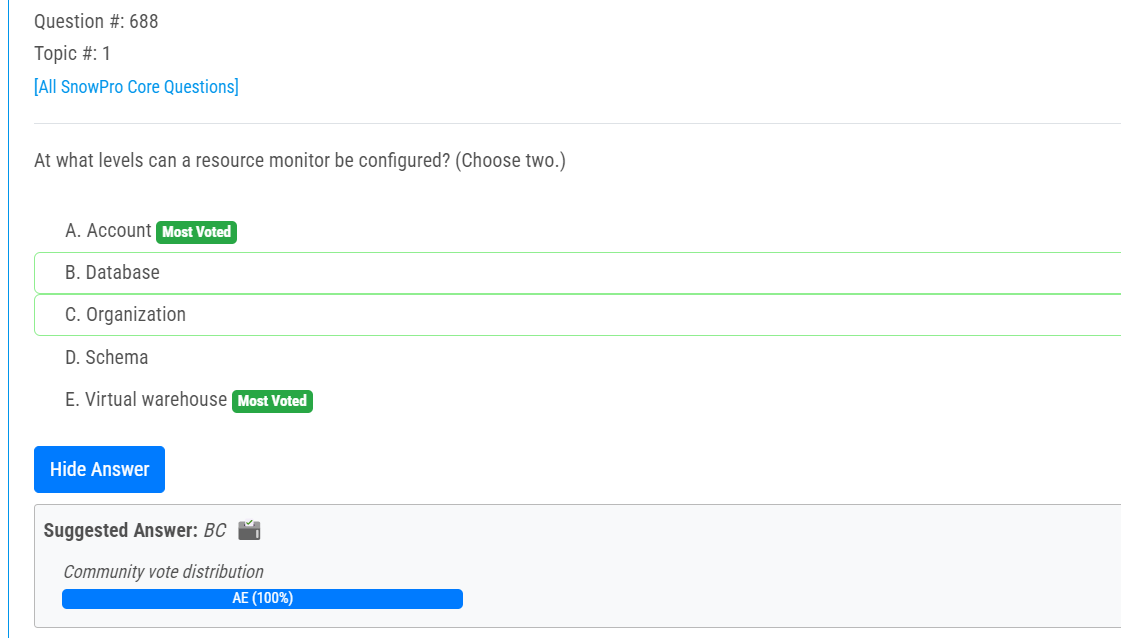 Question #: 688
Topic #: 1
[All SnowPro Core Questions]
At what levels can a resource monitor be configured? (Choose two.)
A. Account Most Voted
B. Database
C. Organization
D. Schema
E. Virtual warehouse Most Voted
Hide Answer
Suggested Answer: BC
Community vote distribution
AE (100%)